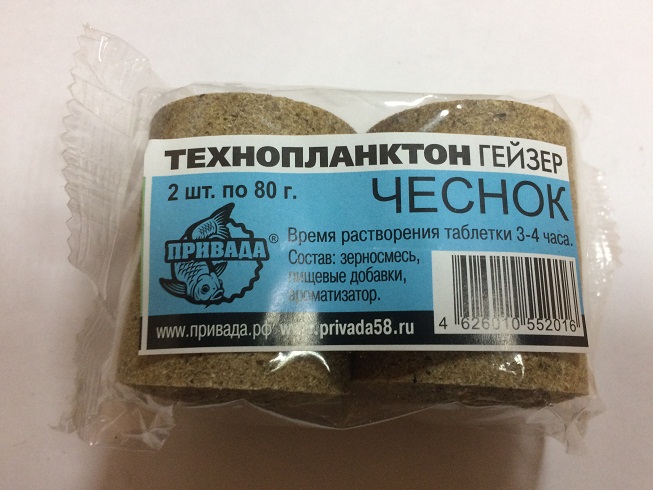 ТЕХНОПЛАНКТОН ГЕЙЗЕР
2 шт. по 80 г.
ЧЕСНОК
ПРИВАДА®
Время растворения таблетки 3-4 часа.
Состав: зерносмесь,
пищевые добавки,
ароматизатор.
www.привада.рф www.privada58.ru
4 626010 552016